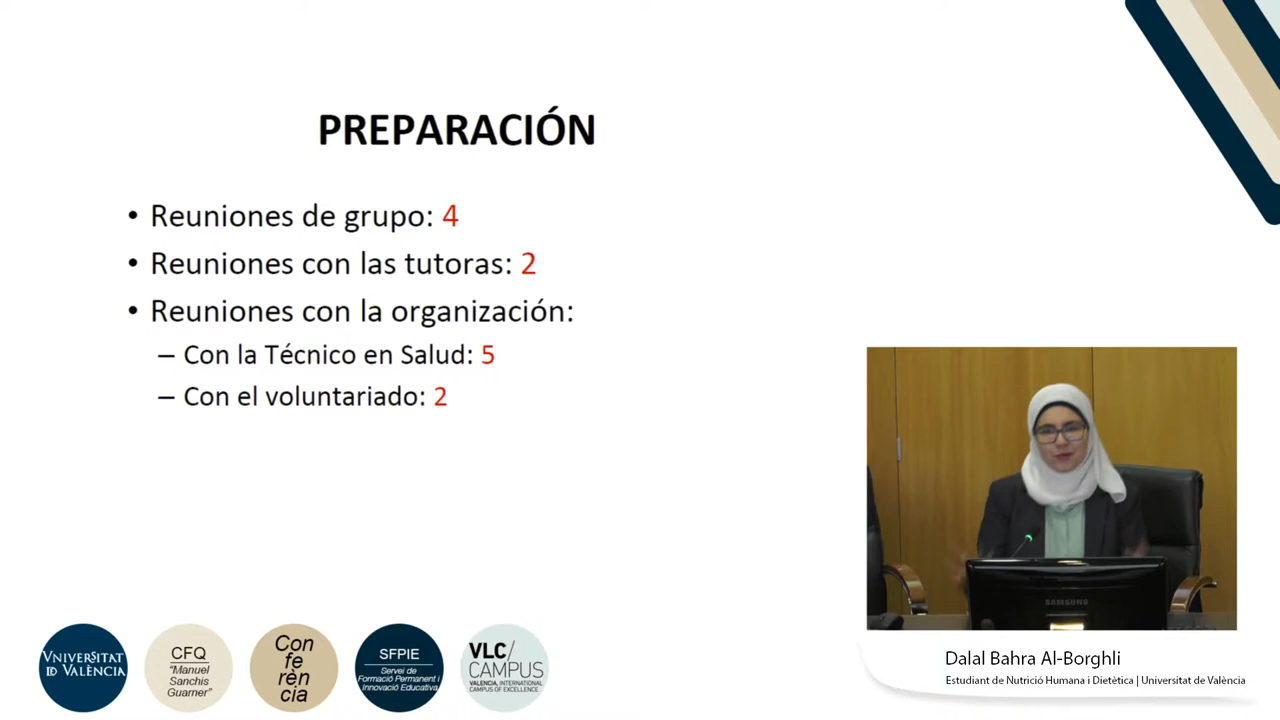 PREPARACIÓN
• Reuniones de grupo: 4
• Reuniones con las tutoras: 2
• Reuniones con la organización:
– Con la Técnico en Salud: 5
– Con el voluntariado: 2
SAMSUNG
Dalal Bahra Al-Borghli
Estudiant de Nutrició Humana i Dietètica | Universitat de València
VNIVERSITAT
D VALÈNCIA
CFQ
"Manuel
Sanchis
Guarner"
Con
fe
rèn
cia
SFPIE
Servei de
Formació Permanent i
Innovació Educativa
VLC/
CAMPUS
VALENCIA, INTERNATIONAL
CAMPUS OF EXCELLENCE